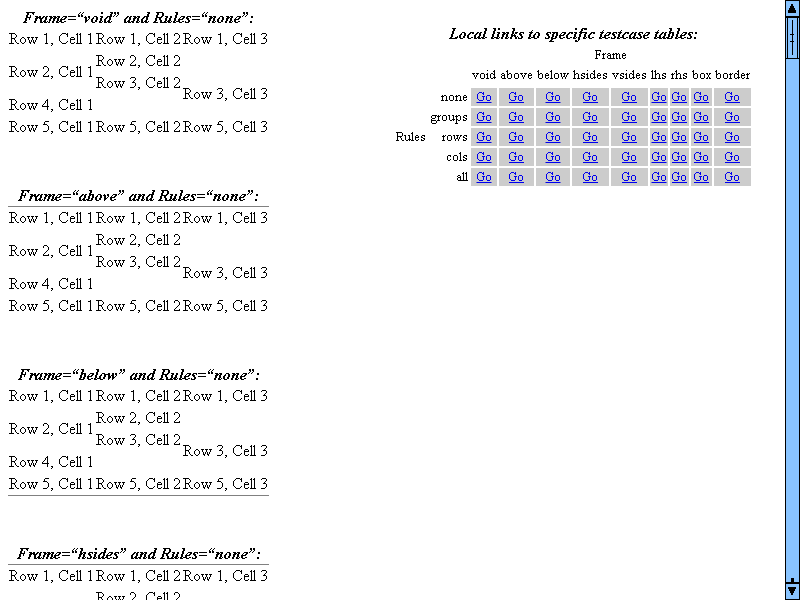 Frame=“void” and Rules=“none”:
Row 1, Cell 1 Row 1, Cell 2 Row 1, Cell 3
Row 2, Cell 1
Row 2, Cell 2
Row 3, Cell 2
Row 3, Cell 3
Row 4, Cell 1
Row 5, Cell 1 Row 5, Cell 2 Row 5, Cell 3
Frame=“above” and Rules=“none”:
Row 1, Cell 1 Row 1, Cell 2 Row 1, Cell 3
Row 2, Cell 1
Row 2, Cell 2
Row 3, Cell 2
Row 3, Cell 3
Row 4, Cell 1
Row 5, Cell 1 Row 5, Cell 2 Row 5, Cell 3
Frame=“below” and Rules=“none”:
Row 1, Cell 1 Row 1, Cell 2 Row 1, Cell 3
Row 2, Cell 1
Row 2, Cell 2
Row 3, Cell 2
Row 3, Cell 3
Row 4, Cell 1
Row 5, Cell 1 Row 5, Cell 2 Row 5, Cell 3
Frame=“hsides” and Rules=“none”:
Row 1, Cell 1 Row 1, Cell 2 Row 1, Cell 3
Row 2, Cell 2
Local links to specific testcase tables:
Frame
void above below hsides vsides lhs rhs box border
none Go Go Go Go Go Go Go Go Go
groups Go Go Go Go Go Go Go Go Go
Rules rows Go Go Go Go Go Go Go Go Go
cols Go Go Go Go Go Go Go Go Go
all Go Go Go Go Go Go Go Go Go